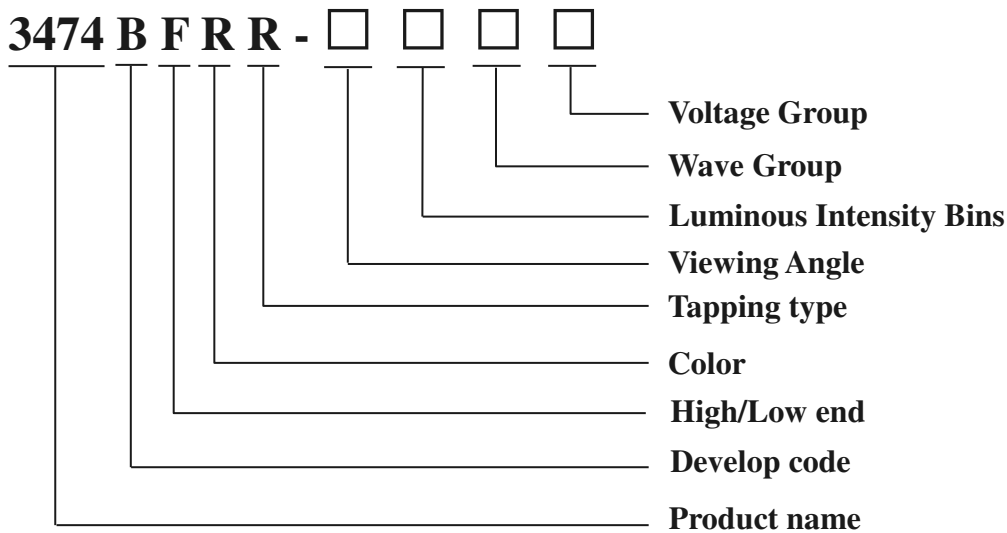 3474 B F R R - □ □ □ □
Voltage Group
Wave Group
Luminous Intensity Bins
Viewing Angle
Tapping type
Color
High/Low end
Develop code
Product name